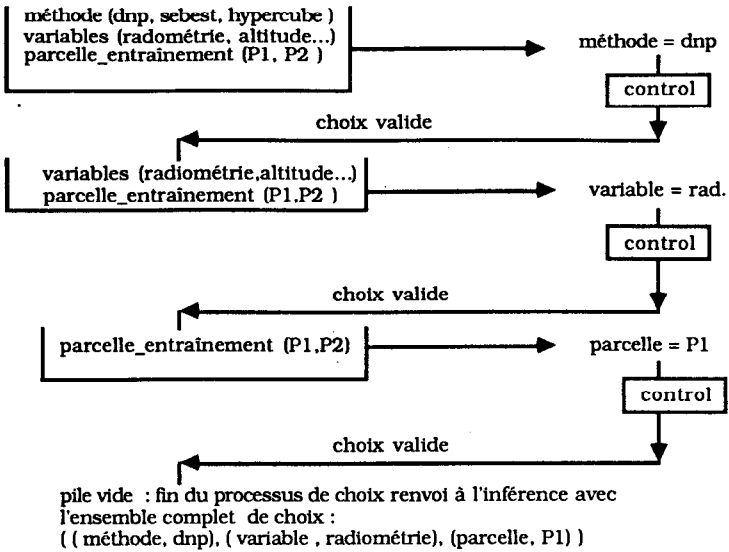 méthode (dnp, sebest, hypercube )
variables (radométrie, altitude...)
parcelle_entraînement (P1, P2 )
méthode = dnp
control
choix valide
variables (radiométrie,altitude...)
parcelle_entraînement (P1,P2 )
variable = rad.
control
choix valide
parcelle_entraînement (P1,P2)
parcelle = P1
control
choix valide
pile vide : fin du processus de choix renvoi à l'inférence avec
l'ensemble complet de choix :
( ( méthode, dnp), ( variable , radiométrie), (parcelle, P1) )